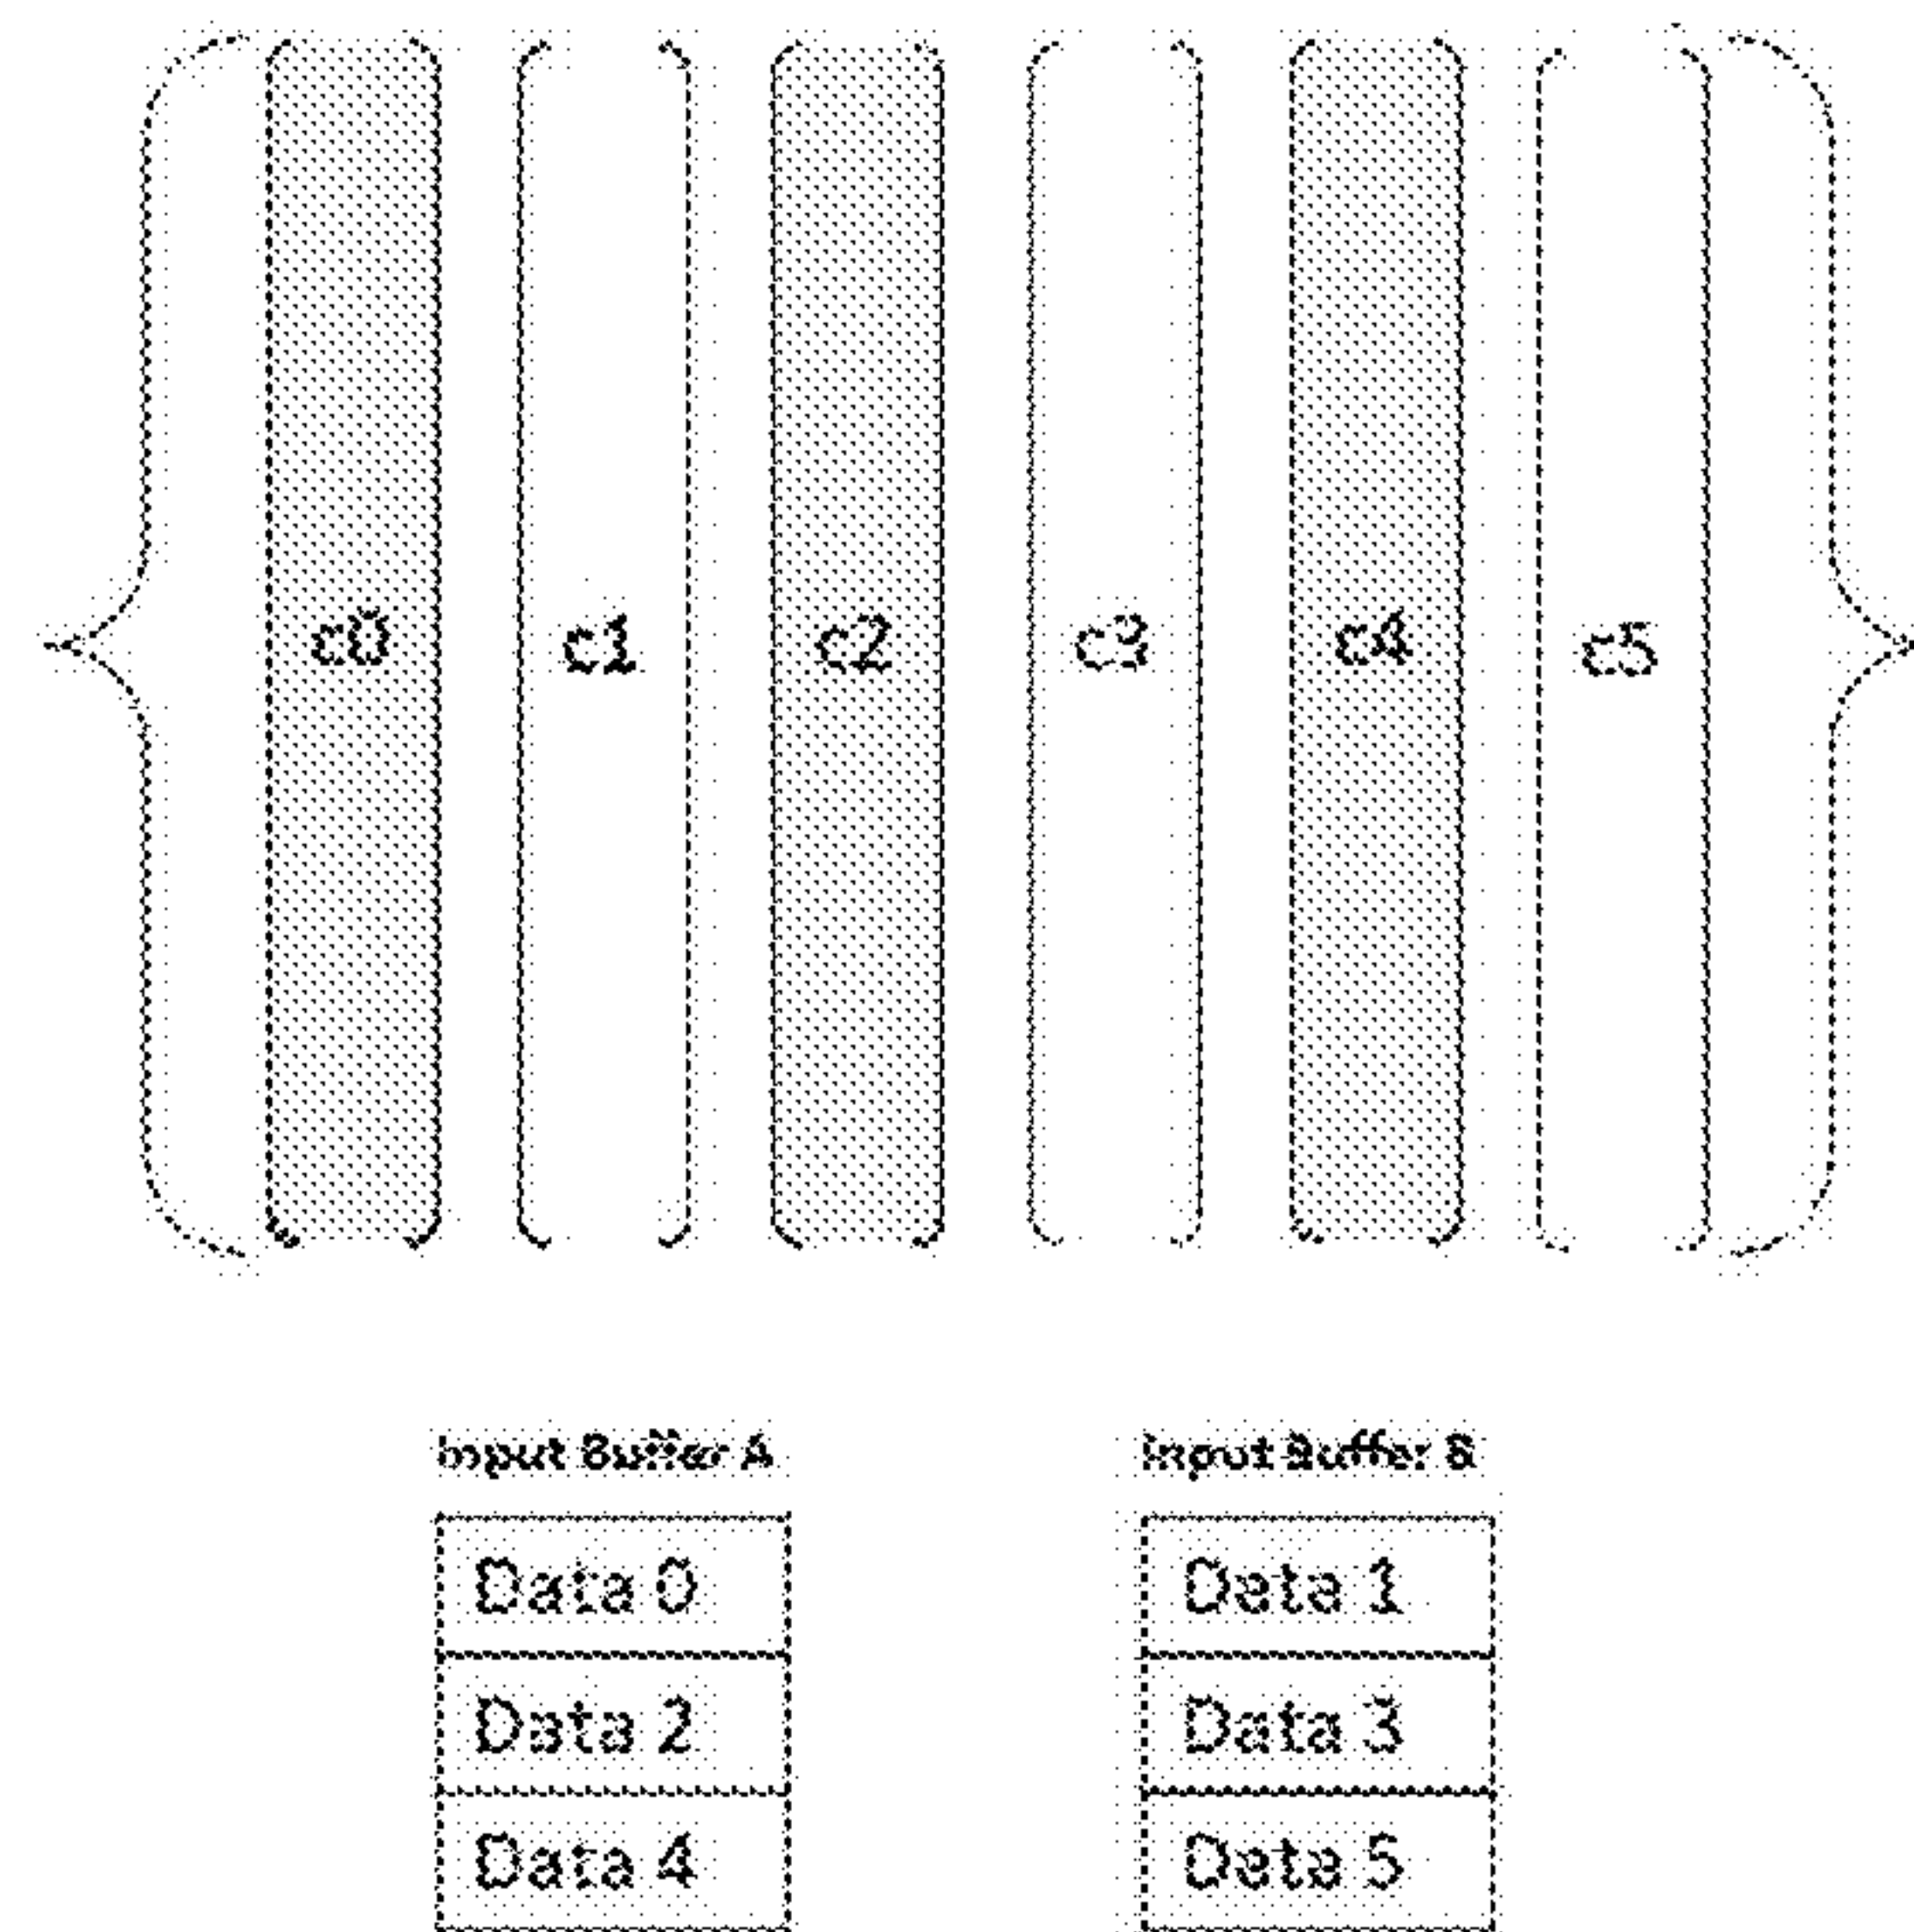 c0 c1 c2 c3 c4 c5
Input Buffer A Input Buffer B
Data 0 Data 1
Data 2 Data 3
Data 4 Data 5